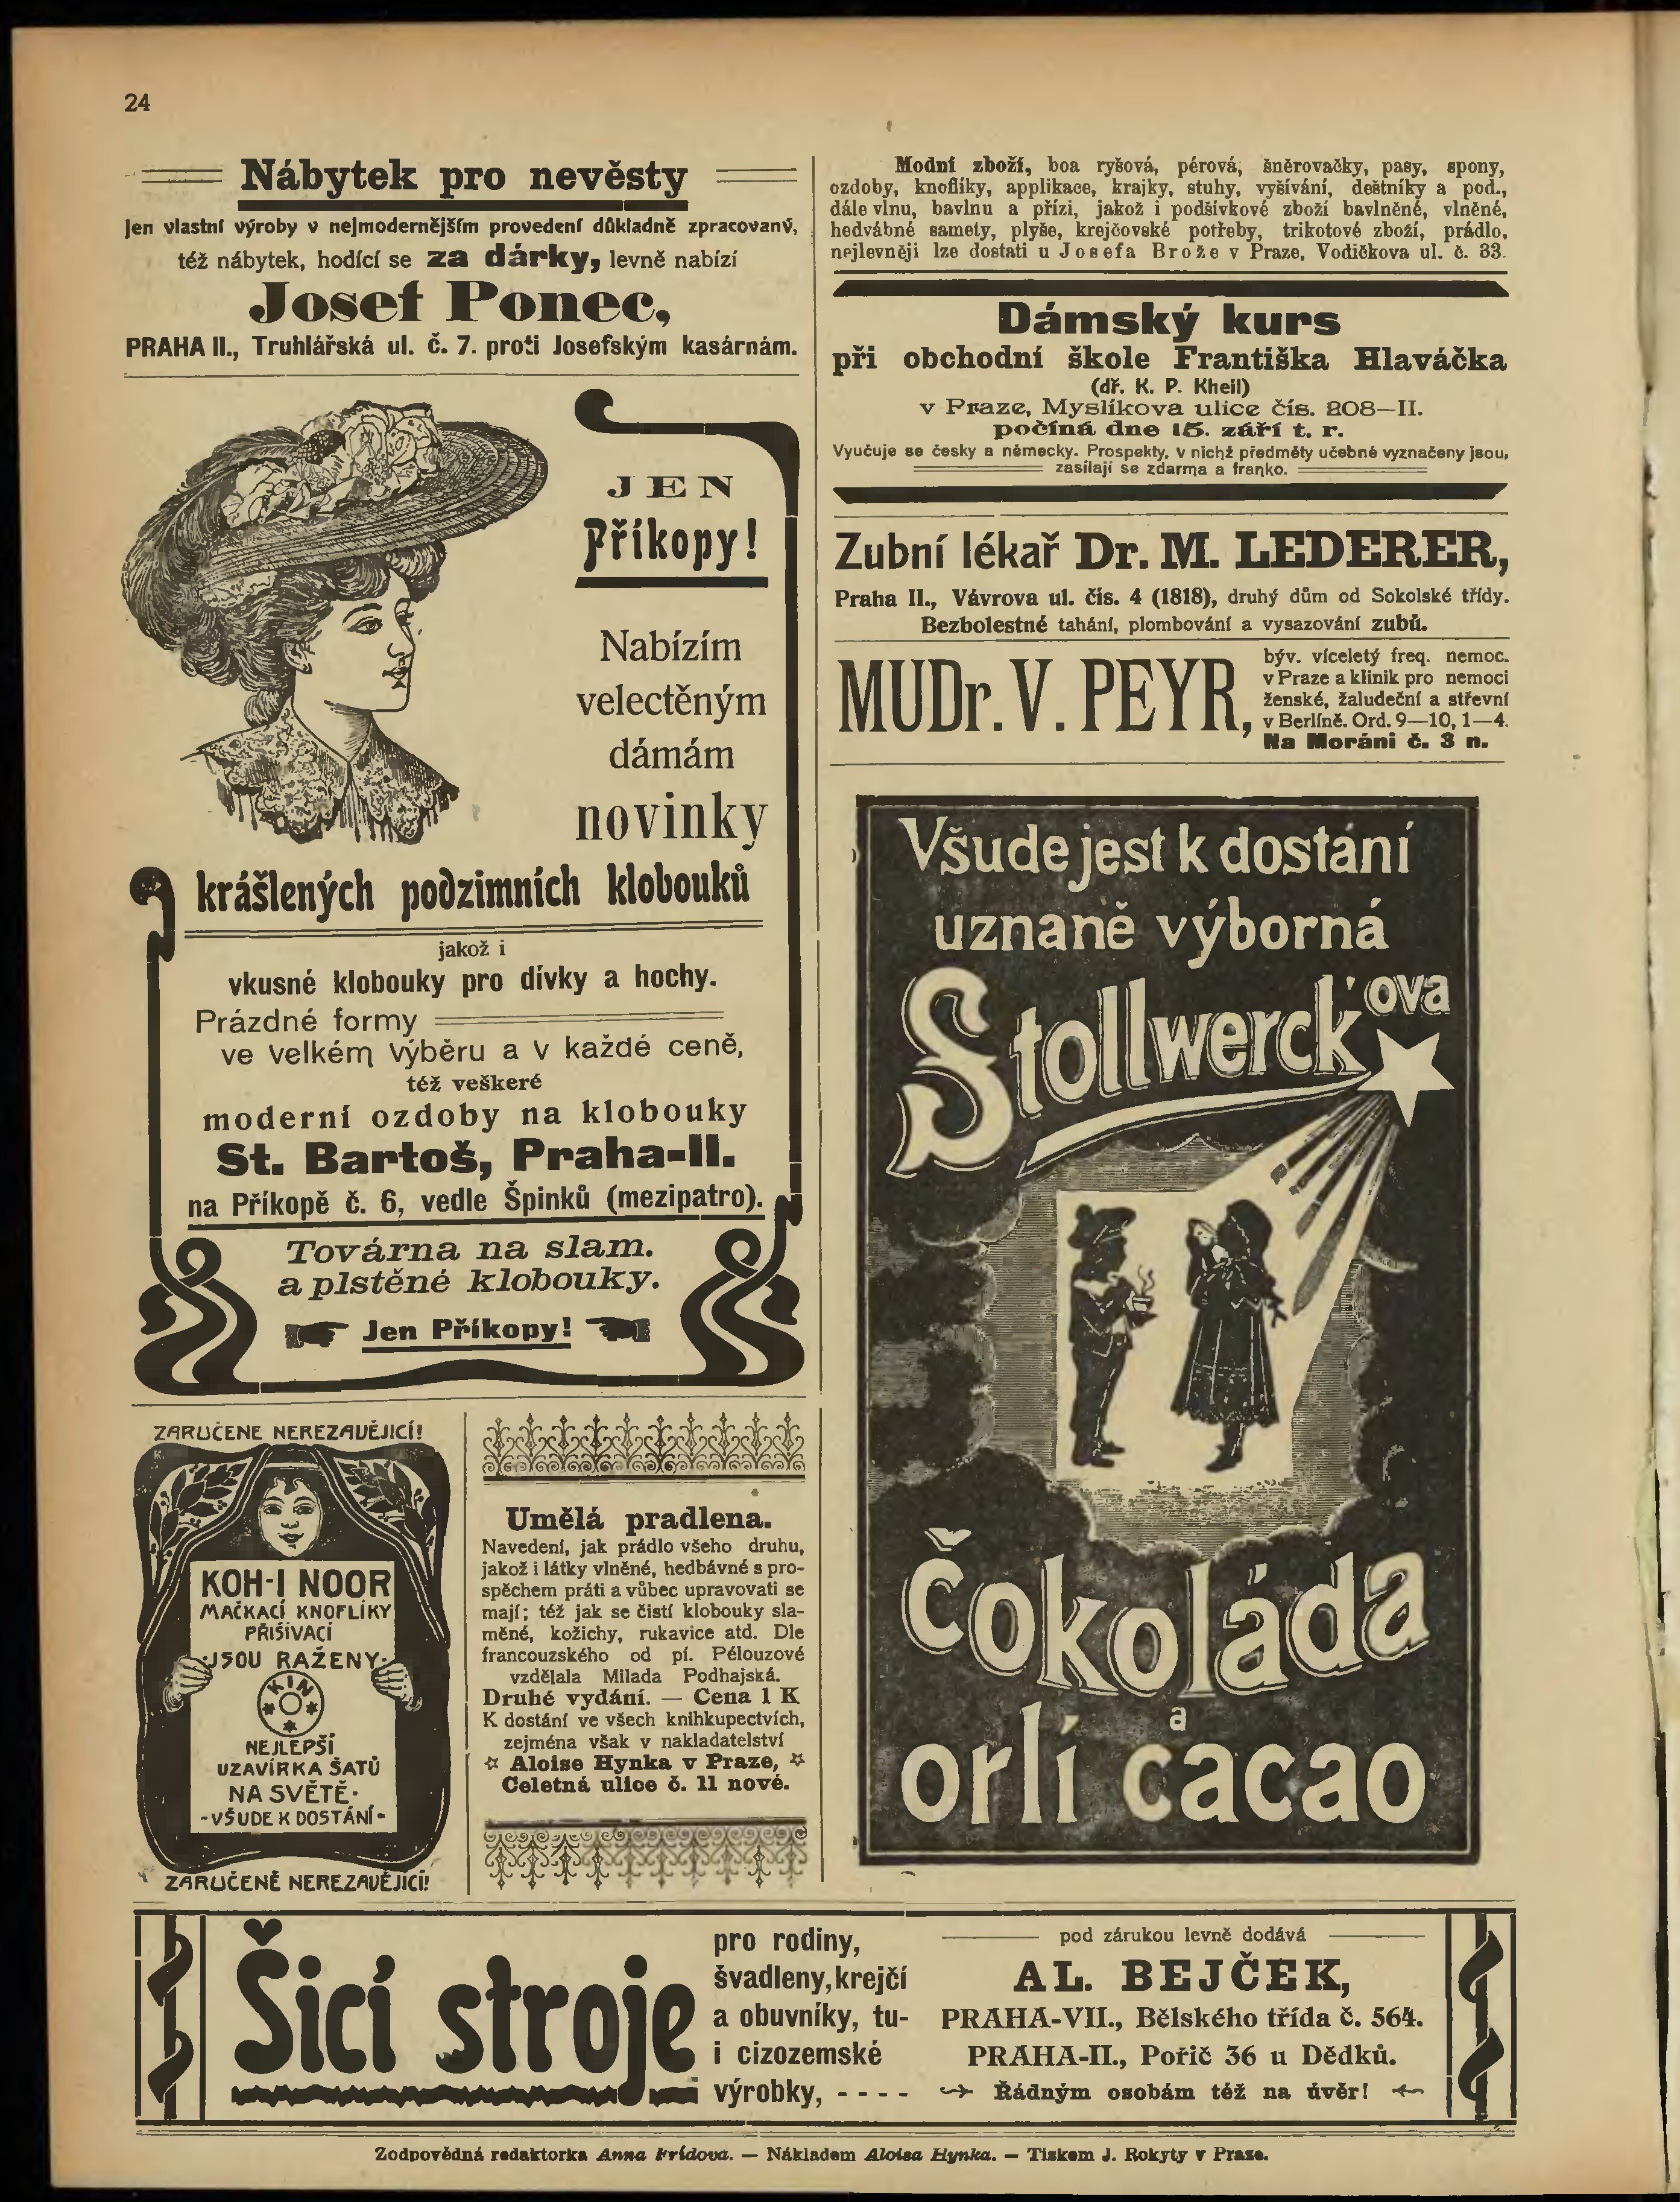 24
Nábytek pro nevěsty
jen vlastní výroby v nejmodernějším provedení důkladně zpracovaný,
též nábytek, hodící se za dárky, levně nabízí
Josef Ponec,
PRAHA II., Truhlářská ul. č. 7. proti Josefským kasárnám.
JEN
Příkopy!
Nabízím
velectěným
dámám
novinky
krášlených podzimních klobouků
jakož i
vkusné klobouky pro dívky a hochy.
Prázdné formy
ve velkém výběru a v každé ceně,
též veškeré
moderní ozdoby na klobouky
St. Bartoš, Praha-II.
na Příkopě č. 6, vedle Špinků (mezipatro).
Továrna na slam.
a plstěné klobouky.
Jen Příkopy!
ZARUČENĚ NEREZAVĚJICÍ!
KOH-I NOOR
MAČKACÍ KNOFLÍKY
PŘIŠIVACÍ
JSOU RAŽENY
KIN
NEJLEPŠÍ
UZAVÍRKA ŠATŮ
NA SVĚTĚ.
-VŠUDE K DOSTÁNÍ-
ZARUČENĚ NEREZAVĚJICÍ!
Umělá pradlena.
Navedení, jak prádlo všeho druhu,
jakož i látky vlněné, hedbávné s pro-
spěchem práti a vůbec upravovati se
mají; též jak se čistí klobouky sla-
měné, kožichy, rukavice atd. Dle
francouzského od pí. Pélouzové
vzdělala Milada Podhajská.
Druhé vydání. — Cena 1 K
K dostání ve všech knihkupectvích,
zejména však v nakladatelství
Aloise Hynka v Praze,
Celetná ulice č. 11 nové.
Modní zboží, boa ryšová, pérová, šněrovačky, pasy, spony,
ozdoby, knoflíky, applikace, krajky, stuhy, vyšívání, deštníky a pod.,
dále vlnu, bavlnu a přízi, jakož i podšívkové zboží bavlněné, vlněné,
hedvábné samety, plyše, krejčovské potřeby, trikotové zboží, prádlo,
nejlevněji lze dostati u Josefa Brože v Praze, Vodičkova ul. č. 33.
Dámský kurs
při obchodní škole Františka Hlaváčka
(dř. K. P. Kheil)
v Praze, Myslíkova ulice čís. 208—II.
počíná dne 15. září t. r.
Vyučuje se česky a německy. Prospekty, v nichž předměty učebné vyznačeny jsou,
zasílají se zdarma a franko.
Zubní lékař Dr. M. LEDERER,
Praha II., Vávrova ul. čís. 4 (1818), druhý dům od Sokolské třídy.
Bezbolestné tahání, plombování a vysazování zubů.
MUDr. V. PEYR,
býv. víceletý freq. nemoc.
v Praze a klinik pro nemoci
ženské, žaludeční a střevní
v Berlíně. Ord. 9—10, 1—4.
Na Moráni č. 3 n.
Všude jest k dostání
uznaně výborná
Stollwerck'ova
Čokoláda
a
orlí cacao
Šicí stroje
pro rodiny,
švadleny, krejčí
a obuvníky, tu-
i cizozemské
výrobky, - - - -
pod zárukou levně dodává
AL. BEJČEK,
PRAHA-VII., Bělského třída č. 564.
PRAHA-II., Pořič 36 u Dědků.
Řádným osobám též na úvěr!
Zodpovědná redaktorka Anna Frídova. — Nákladem Aloisa Hynka. — Tiskem J. Rokyty v Praze.